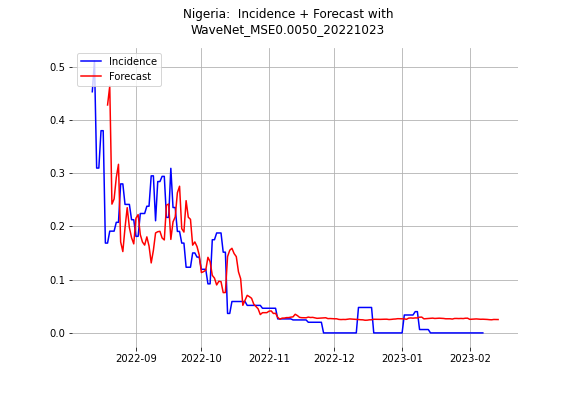 Nigeria:  Incidence + Forecast with
WaveNet_MSE0.0050_20221023
Incidence
Forecast
0.5
0.4
0.3
0.2
0.1
0.0
2022-09 2022-10 2022-11 2022-12 2023-01 2023-02